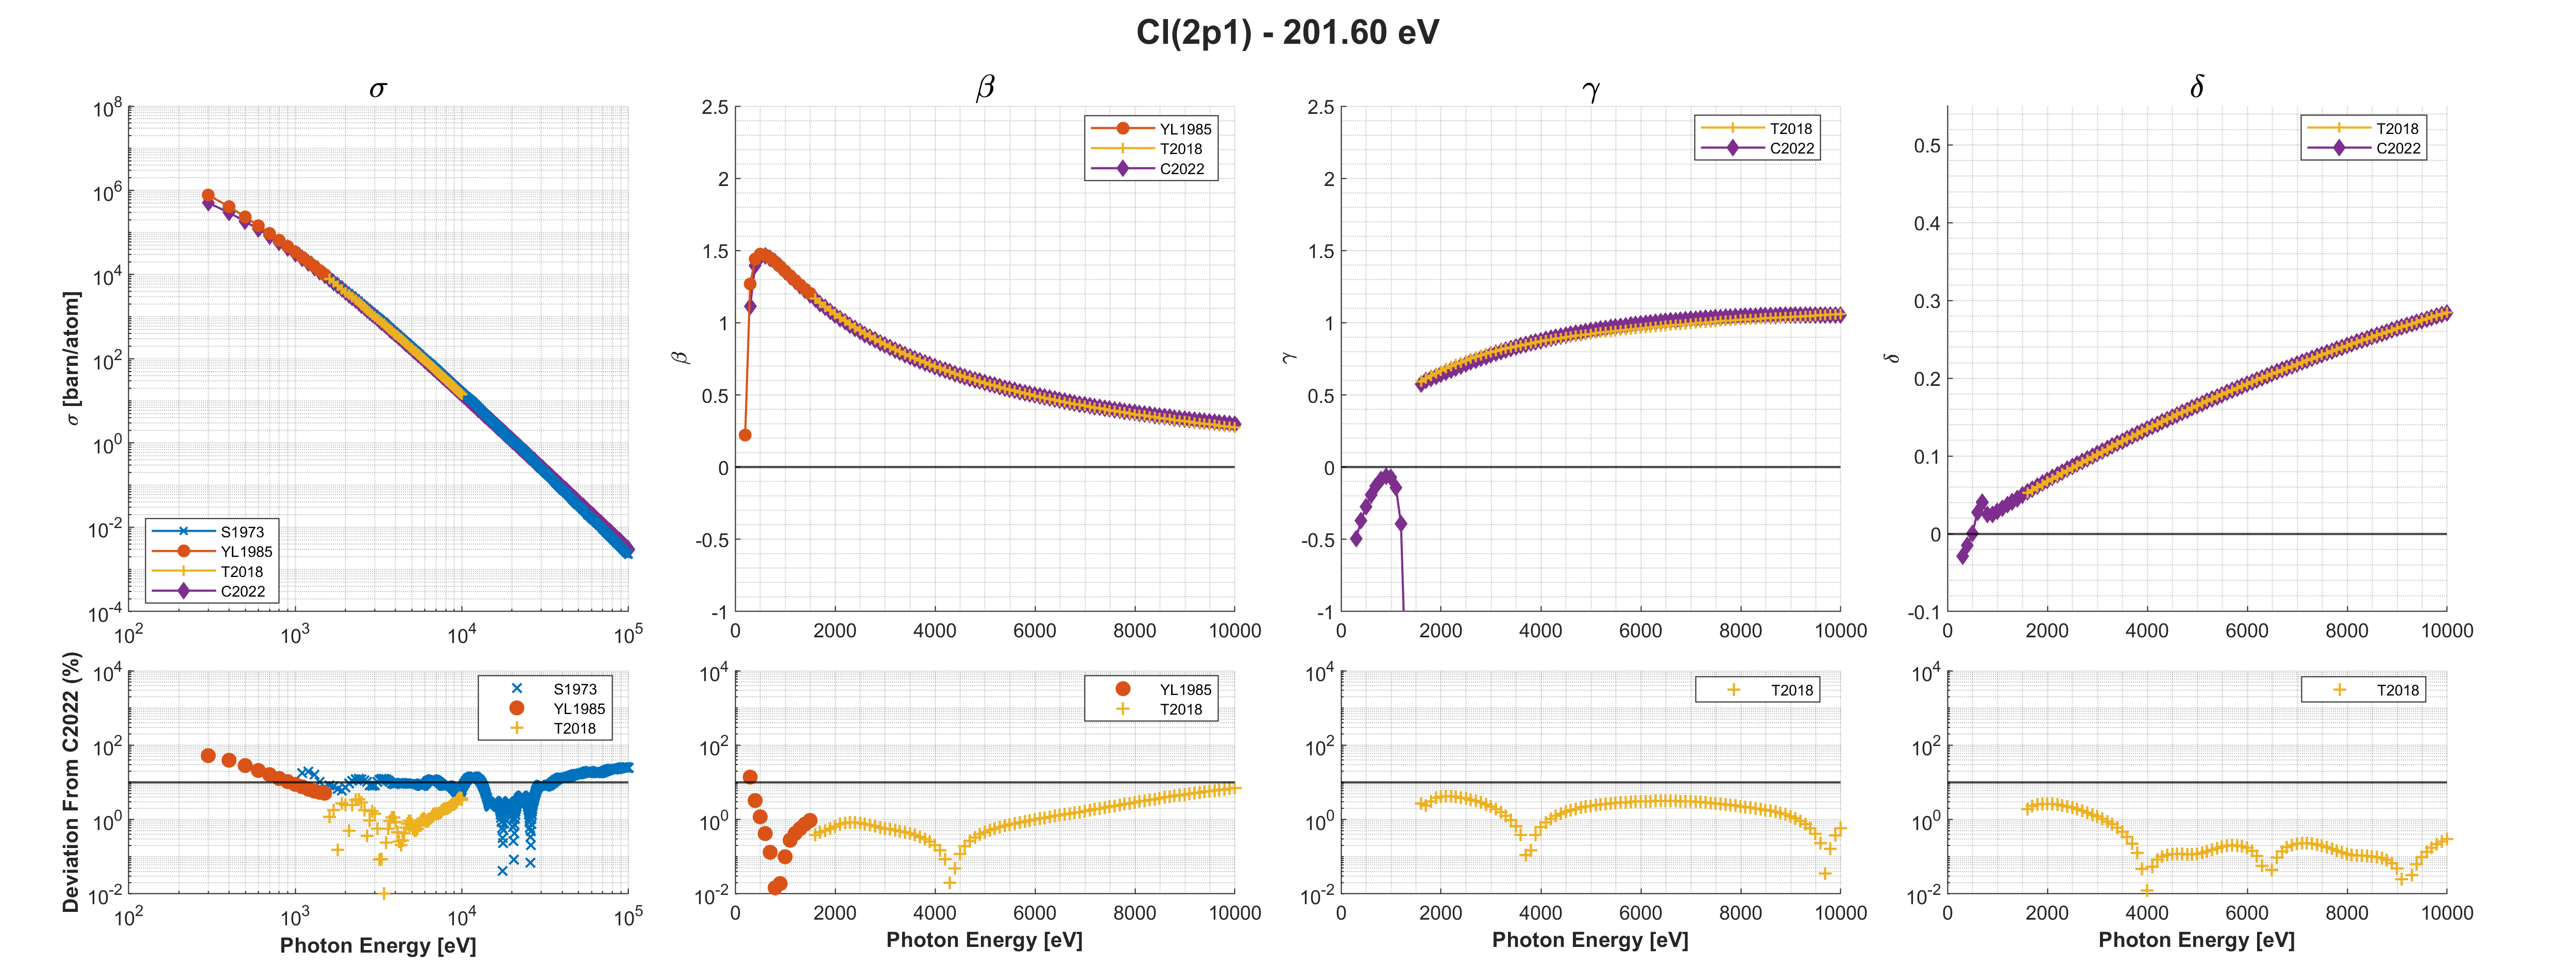 Cl(2p1) - 201.60 eV
σ
σ [barn/atom]
10^8
10^6
10^4
10^2
10^0
10^-2
10^-4
10^2
10^3
10^4
10^5
S1973
YL1985
T2018
C2022
β
β
2.5
2
1.5
1
0.5
0
-0.5
-1
0
2000
4000
6000
8000
10000
YL1985
T2018
C2022
γ
γ
2.5
2
1.5
1
0.5
0
-0.5
-1
0
2000
4000
6000
8000
10000
T2018
C2022
δ
δ
0.5
0.4
0.3
0.2
0.1
0
-0.1
0
2000
4000
6000
8000
10000
T2018
C2022
Deviation From C2022 (%)
10^4
10^2
10^0
10^-2
10^2
10^3
10^4
10^5
Photon Energy [eV]
S1973
YL1985
T2018
10^4
10^2
10^0
10^-2
0
2000
4000
6000
8000
10000
Photon Energy [eV]
YL1985
T2018
10^4
10^2
10^0
10^-2
0
2000
4000
6000
8000
10000
Photon Energy [eV]
T2018
10^4
10^2
10^0
10^-2
0
2000
4000
6000
8000
10000
Photon Energy [eV]
T2018